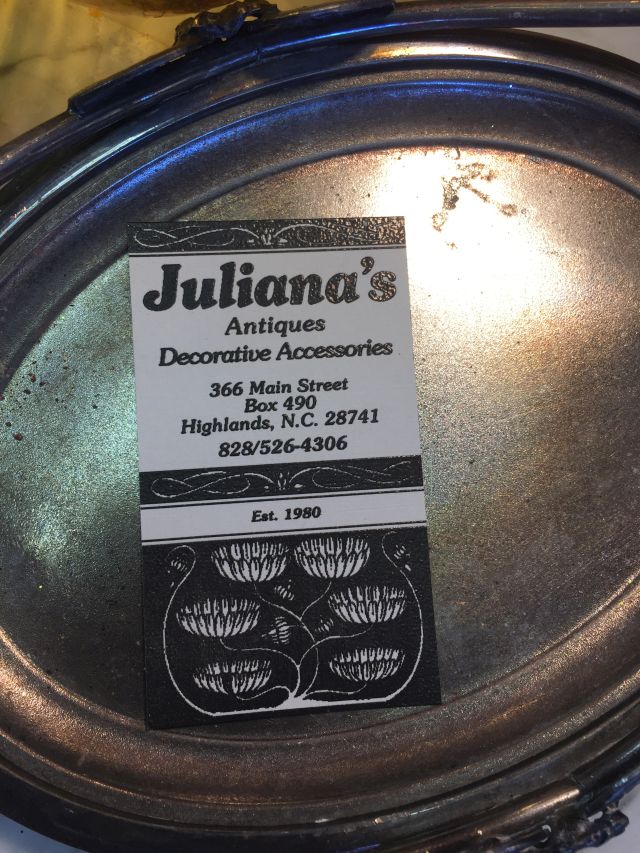 Juliana's
Antiques
Decorative Accessories
366 Main Street
Box 490
Highlands, N.C. 28741
828/526-4306
Est. 1980